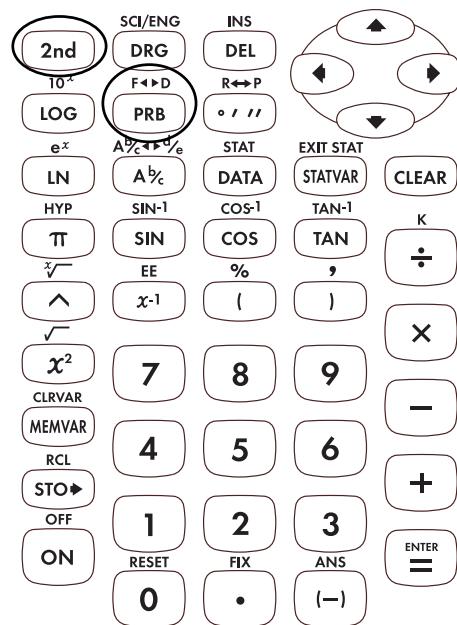 SCI/ENG INS
2nd DRG DEL
10ˣ F◄►D R◄►P
LOG PRB ° ′ ″
eˣ Aᵇ⁄c◄►ᵈ⁄e STAT EXIT STAT
LN Aᵇ⁄c DATA STATVAR CLEAR
HYP SIN-1 COS-1 TAN-1 K
π SIN COS TAN ÷
ˣ√ EE % ,
^ x-1 ( )
√ ×
x² 7 8 9
CLRVAR −
MEMVAR 4 5 6
RCL
STO► +
OFF 1 2 3
ON RESET FIX ANS ENTER =
0 . (−)